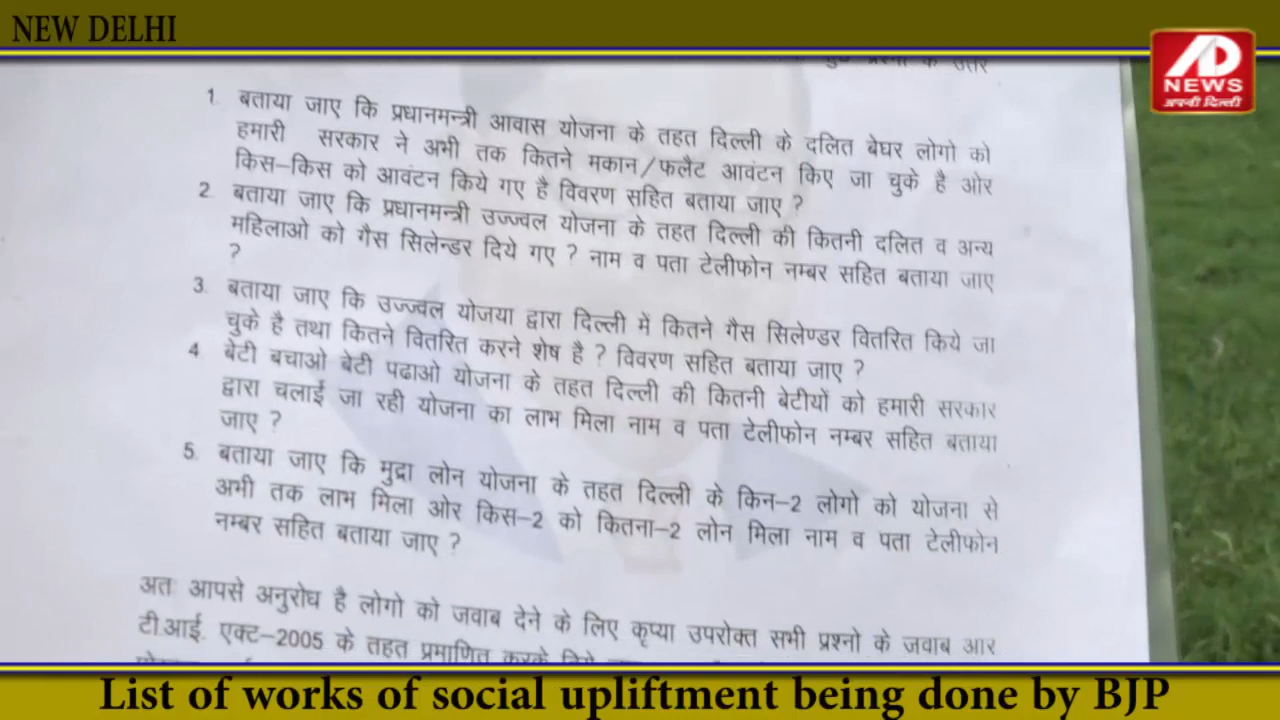 NEW DELHI
AD
NEWS
अपनी दिल्ली
प्रश्नो के उत्तर
1. बताया जाए कि प्रधानमन्त्री आवास योजना के तहत दिल्ली के दलित बेघर लोगो को
हमारी सरकार ने अभी तक कितने मकान/फलैट आवंटन किए जा चुके है ओर
किस–किस को आवंटन किये गए है विवरण सहित बताया जाए ?
2. बताया जाए कि प्रधानमन्त्री उज्ज्वल योजना के तहत दिल्ली की कितनी दलित व अन्य
महिलाओ को गैस सिलेन्डर दिये गए ? नाम व पता टेलीफोन नम्बर सहित बताया जाए
?
3. बताया जाए कि उज्ज्वल योजया द्वारा दिल्ली में कितने गैस सिलेण्डर वितरित किये जा
चुके है तथा कितने वितरित करने शेष है ? विवरण सहित बताया जाए ?
4 बेटी बचाओ बेटी पढाओ योजना के तहत दिल्ली की कितनी बेटीयों को हमारी सरकार
द्वारा चलाई जा रही योजना का लाभ मिला नाम व पता टेलीफोन नम्बर सहित बताया
जाए ?
5. बताया जाए कि मुद्रा लोन योजना के तहत दिल्ली के किन–2 लोगो को योजना से
अभी तक लाभ मिला ओर किस–2 को कितना–2 लोन मिला नाम व पता टेलीफोन
नम्बर सहित बताया जाए ?
अतः आपसे अनुरोध है लोगो को जवाब देने के लिए कृप्या उपरोक्त सभी प्रश्नो के जवाब आर
टी.आई. एक्ट–2005 के तहत प्रमाणित करके दिये
List of works of social upliftment being done by BJP